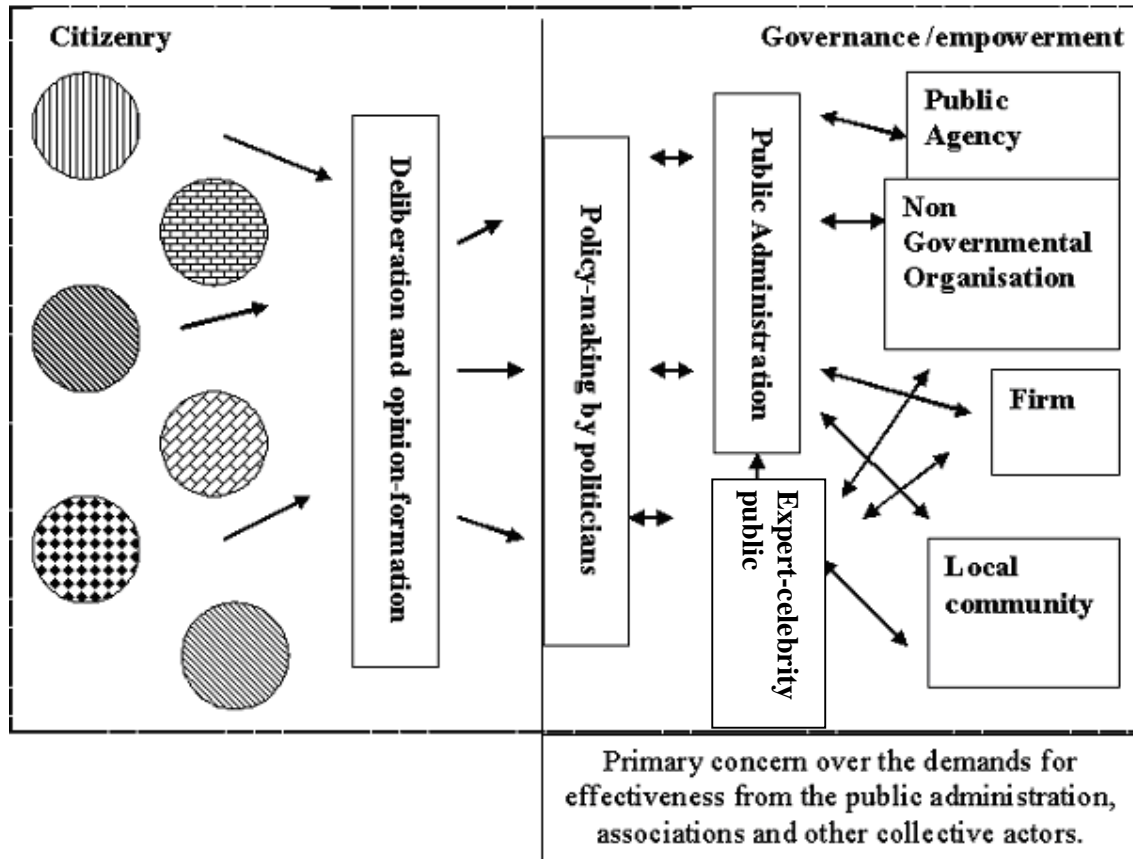 Citizenry
Governance/empowerment
Deliberation and opinion-formation
Policy-making by politicians
Public Administration
Expert-celebrity
public
Public
Agency
Non
Governmental
Organisation
Firm
Local
community
Primary concern over the demands for
effectiveness from the public administration,
associations and other collective actors.